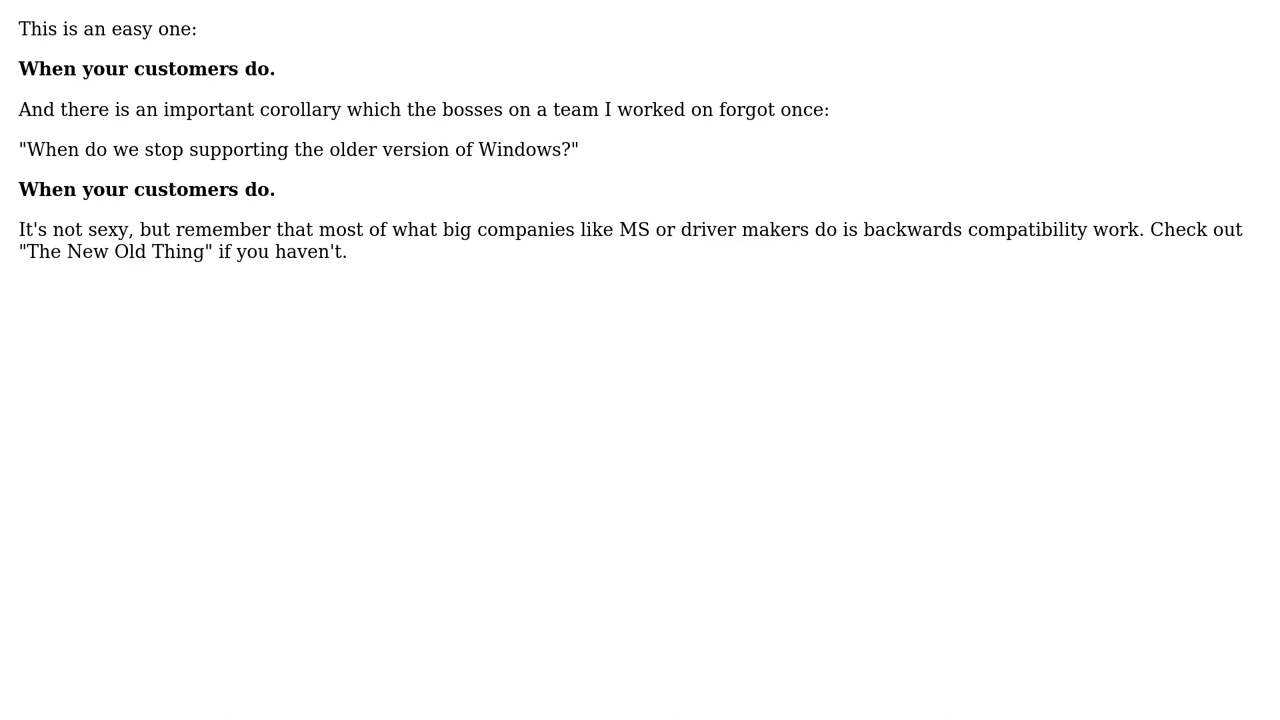 This is an easy one:
When your customers do.
And there is an important corollary which the bosses on a team I worked on forgot once:
"When do we stop supporting the older version of Windows?"
When your customers do.
It's not sexy, but remember that most of what big companies like MS or driver makers do is backwards compatibility work. Check out
"The New Old Thing" if you haven't.